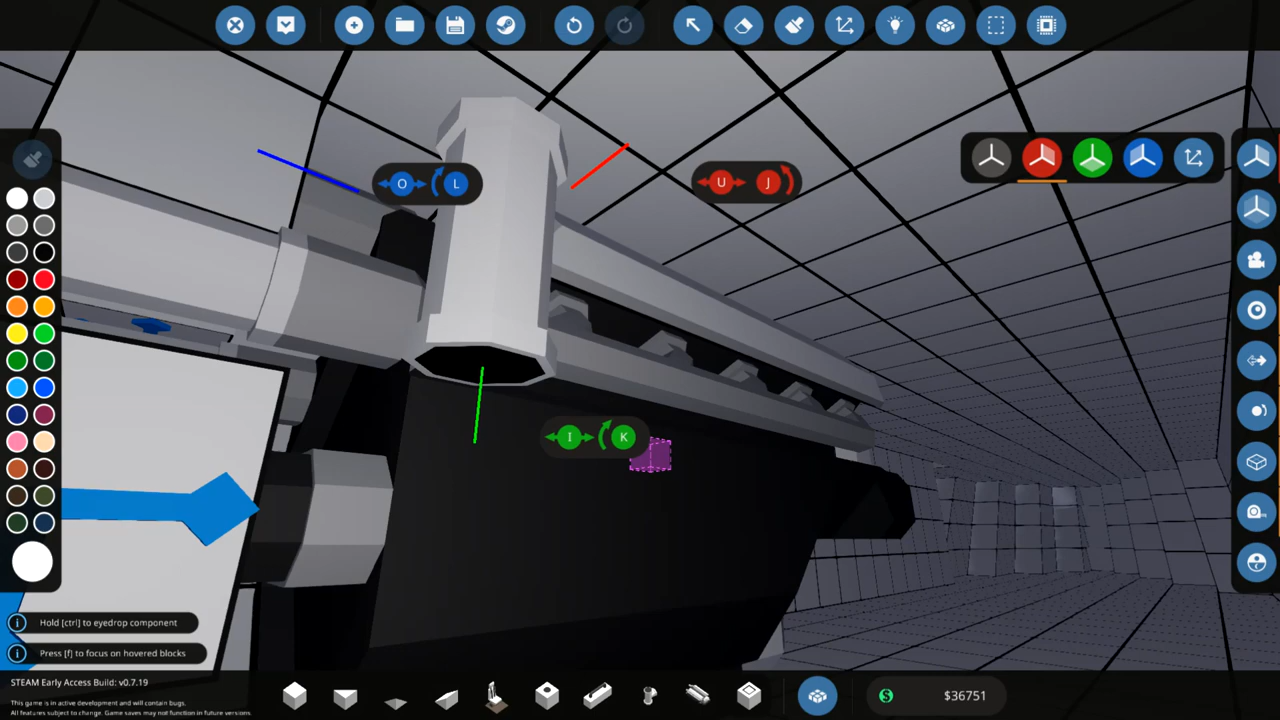 O L
U J
I K
i Hold [ctrl] to eyedrop component
i Press [f] to focus on hovered blocks
STEAM Early Access Build: v0.7.19
This game is in active development and will contain bugs.
All features subject to change. Game saves may not function in future versions
$ $36751